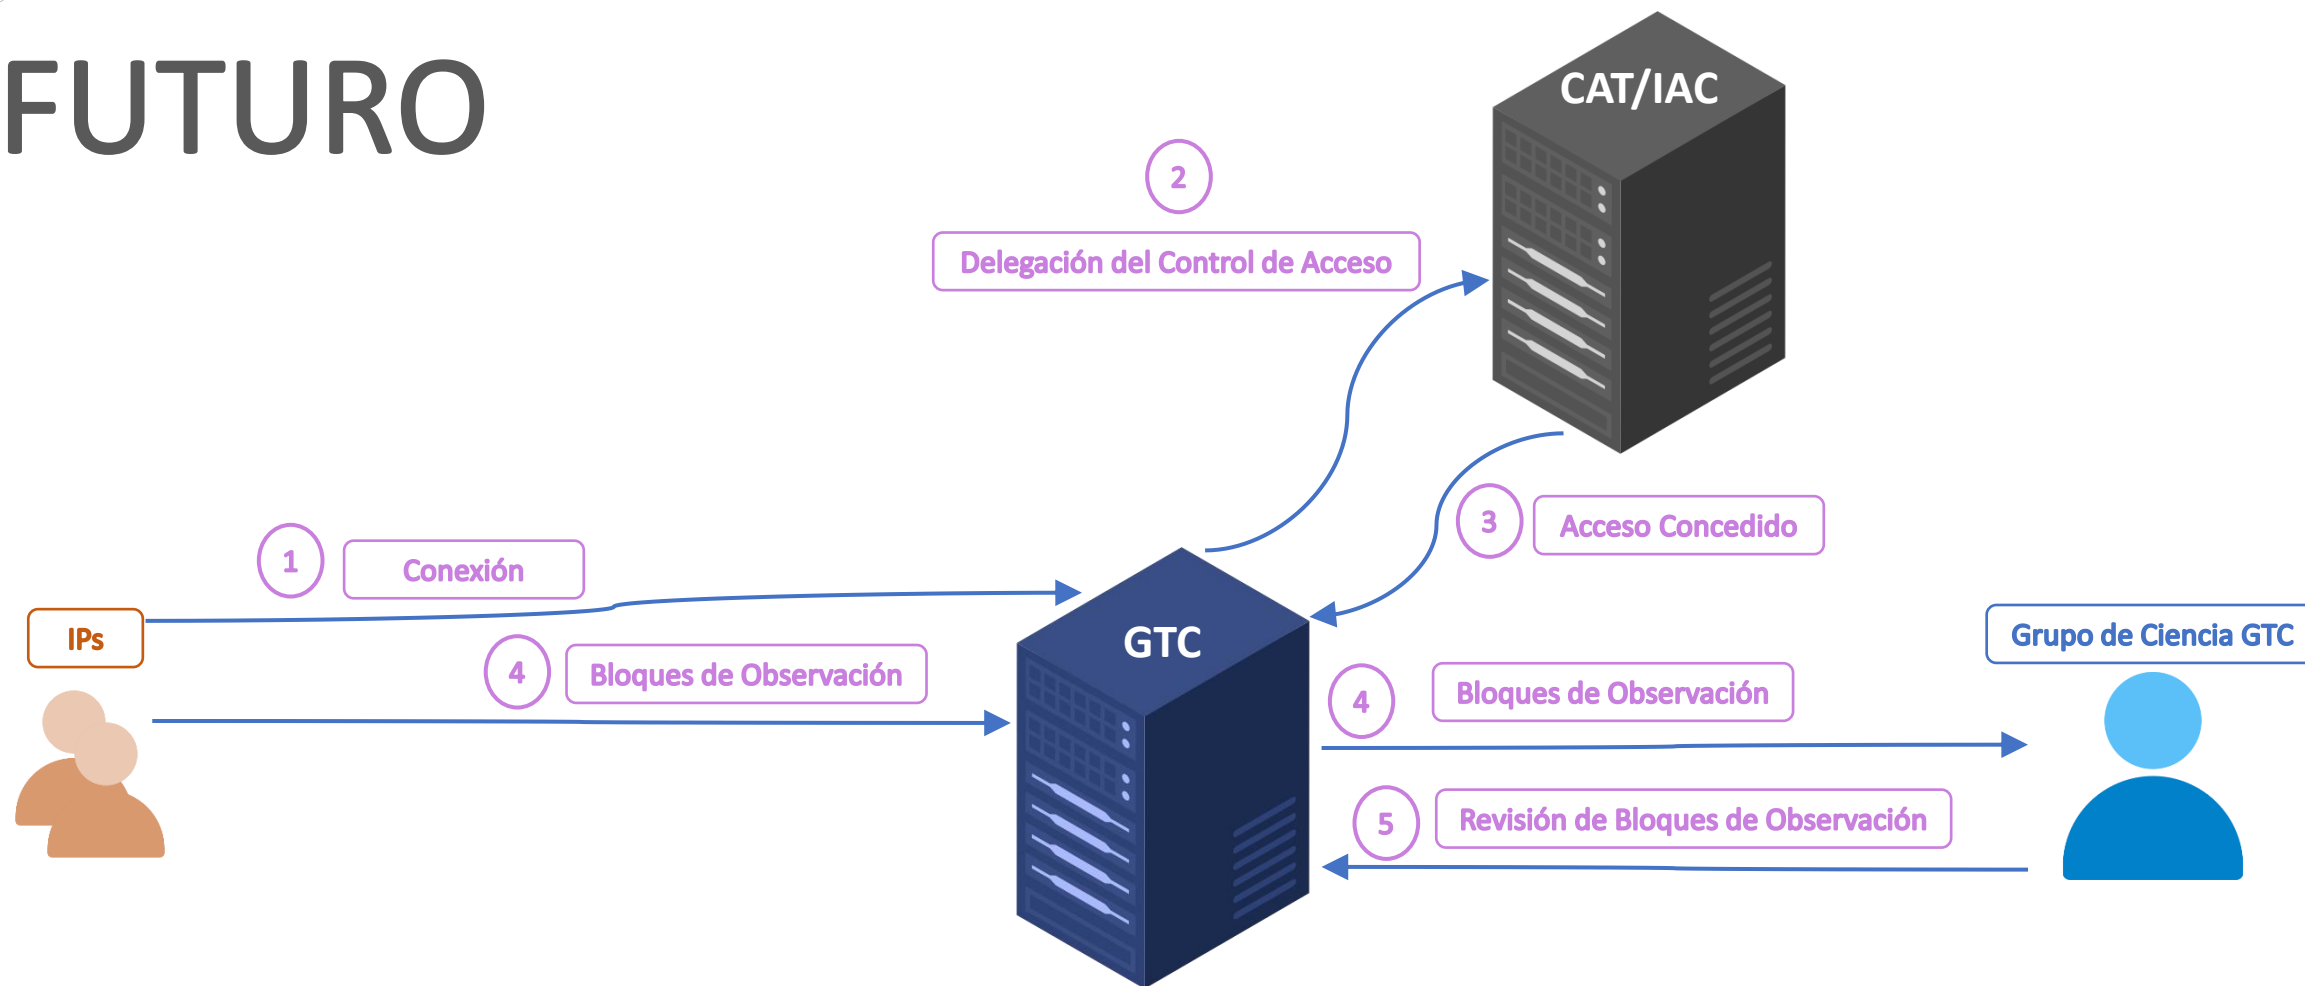 FUTURO
CAT/IAC
2
Delegación del Control de Acceso
3
Acceso Concedido
1
Conexión
IPs
GTC
Grupo de Ciencia GTC
4
Bloques de Observación
4
Bloques de Observación
5
Revisión de Bloques de Observación